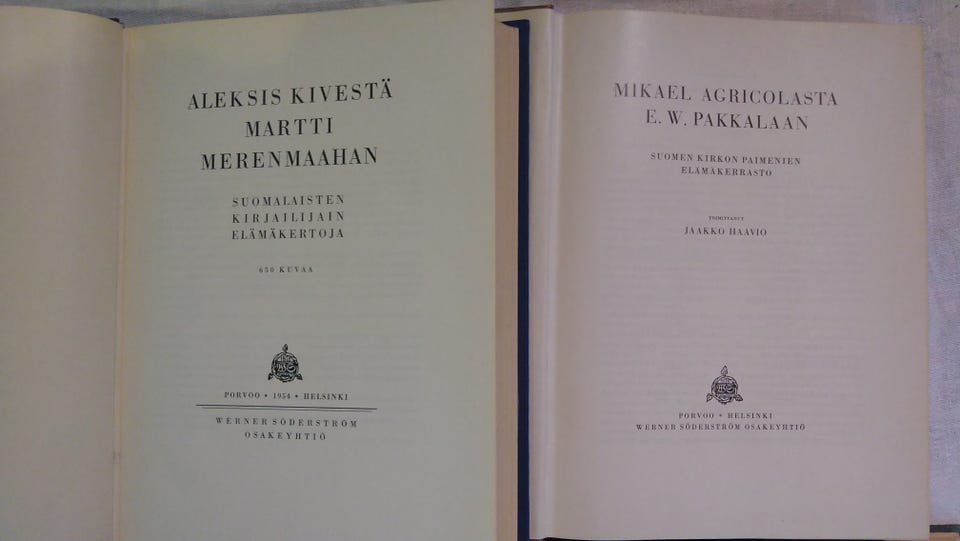 ALEKSIS KIVESTÄ
MARTTI
MERENMAAHAN
SUOMALAISTEN
KIRJAILIJAIN
ELÄMÄKERTOJA
650 KUVAA
PORVOO • 1954 • HELSINKI
WERNER SÖDERSTRÖM
OSAKEYHTIÖ
MIKAEL AGRICOLASTA
E. W. PAKKALAAN
SUOMEN KIRKON PAIMENIEN
ELÄMÄKERRASTO
TOIMITTANUT
JAAKKO HAAVIO
PORVOO • HELSINKI
WERNER SÖDERSTRÖM OSAKEYHTIÖ